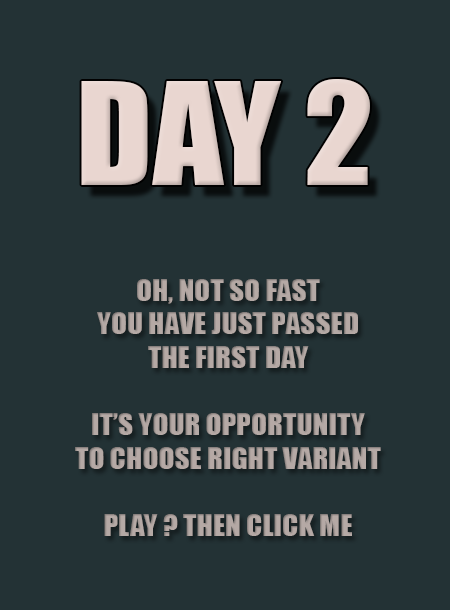 DAY 2
OH, NOT SO FAST
YOU HAVE JUST PASSED
THE FIRST DAY
IT'S YOUR OPPORTUNITY
TO CHOOSE RIGHT VARIANT
PLAY ? THEN CLICK ME